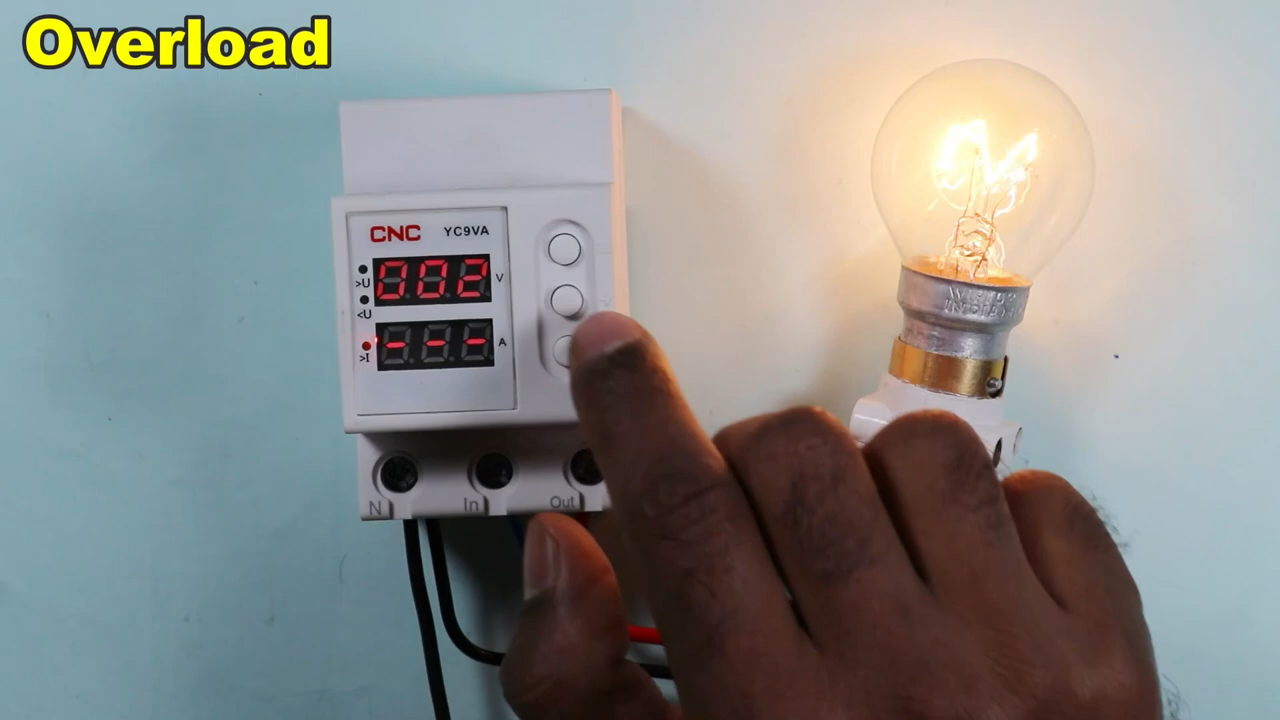 Overload
CNC YC9VA
>U
002 V
<U
--- A
>I
N In Out